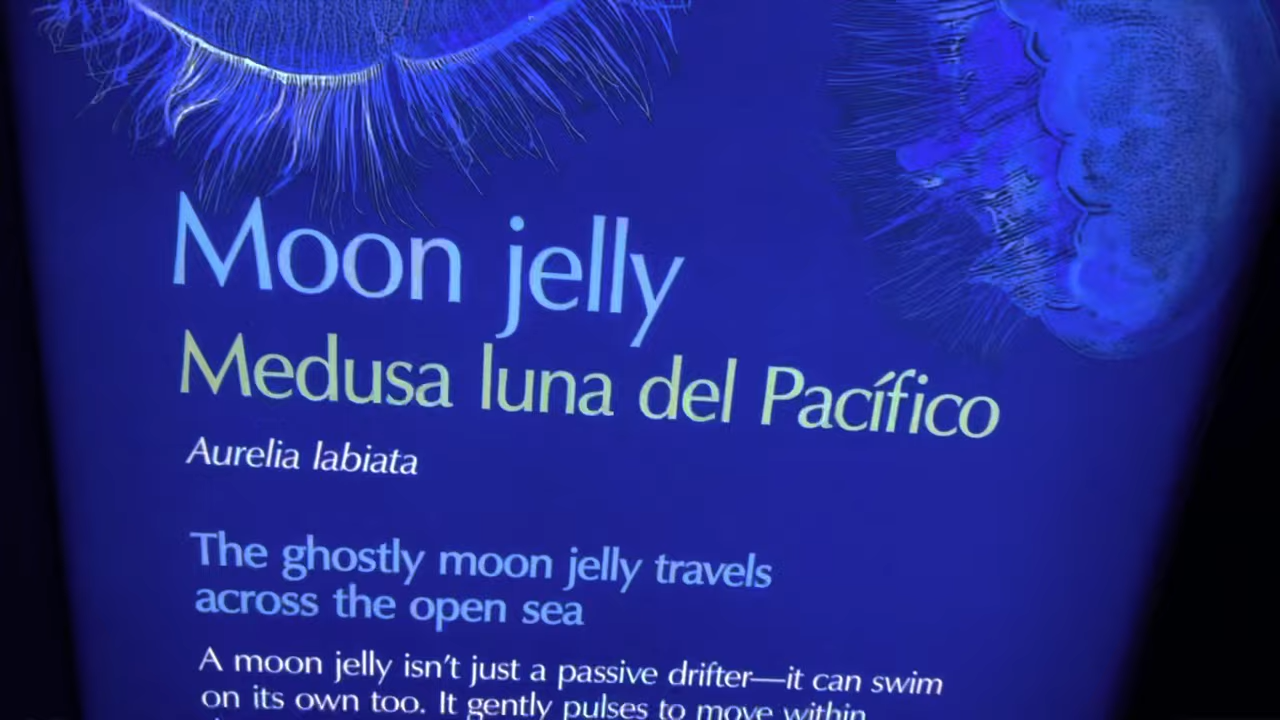 Moon jelly
Medusa luna del Pacífico
Aurelia labiata
The ghostly moon jelly travels
across the open sea
A moon jelly isn't just a passive drifter—it can swim
on its own too. It gently pulses to move within